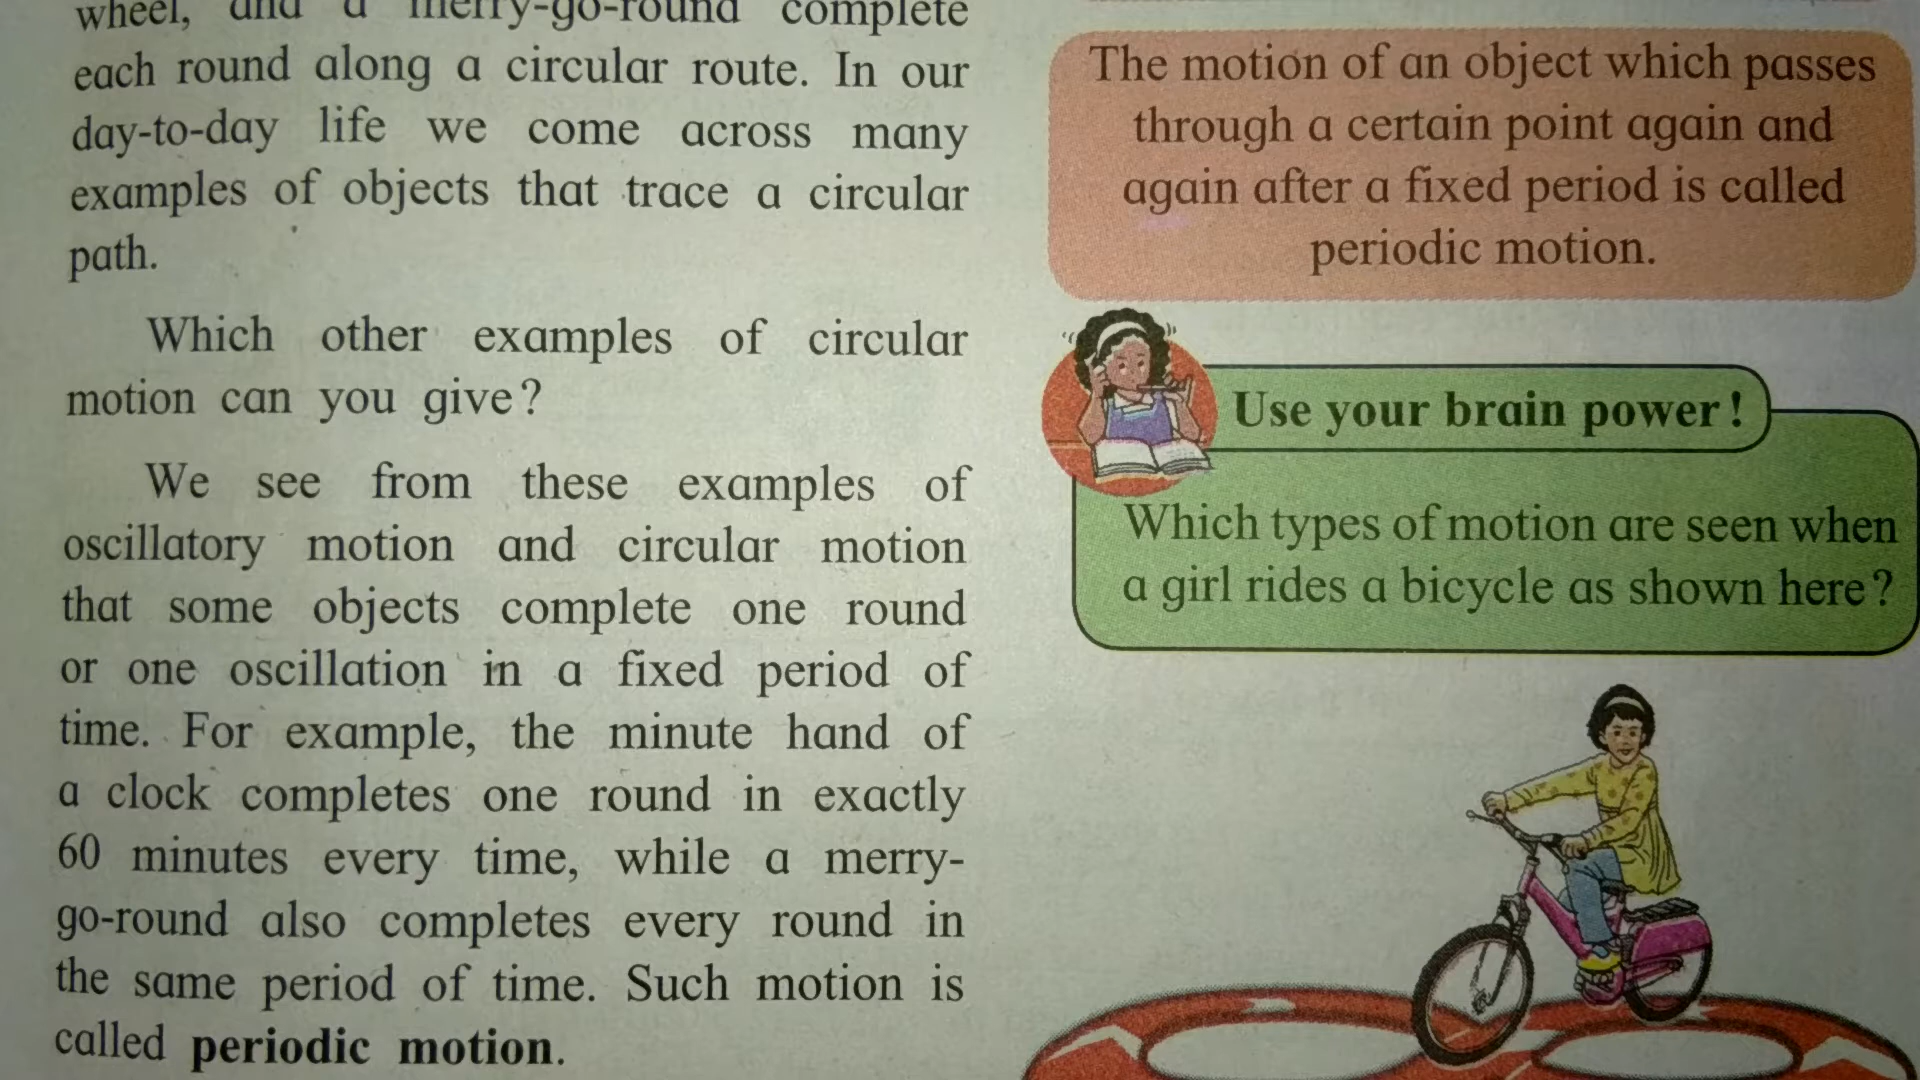 wheel, and a merry-go-round complete
each round along a circular route. In our
day-to-day life we come across many
examples of objects that trace a circular
path.
Which other examples of circular
motion can you give?
We see from these examples of
oscillatory motion and circular motion
that some objects complete one round
or one oscillation in a fixed period of
time. For example, the minute hand of
a clock completes one round in exactly
60 minutes every time, while a merry-
go-round also completes every round in
the same period of time. Such motion is
called periodic motion.
The motion of an object which passes
through a certain point again and
again after a fixed period is called
periodic motion.
Use your brain power!
Which types of motion are seen when
a girl rides a bicycle as shown here?